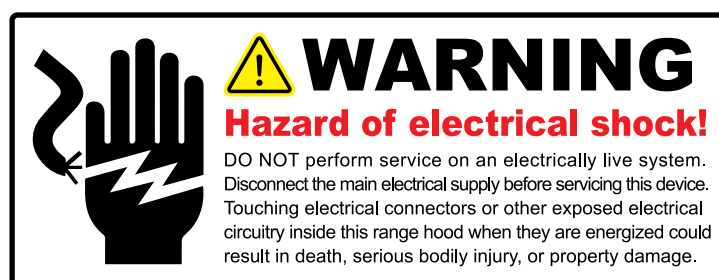 WARNING
Hazard of electrical shock!
DO NOT perform service on an electrically live system.
Disconnect the main electrical supply before servicing this device.
Touching electrical connectors or other exposed electrical
circuitry inside this range hood when they are energized could
result in death, serious bodily injury, or property damage.